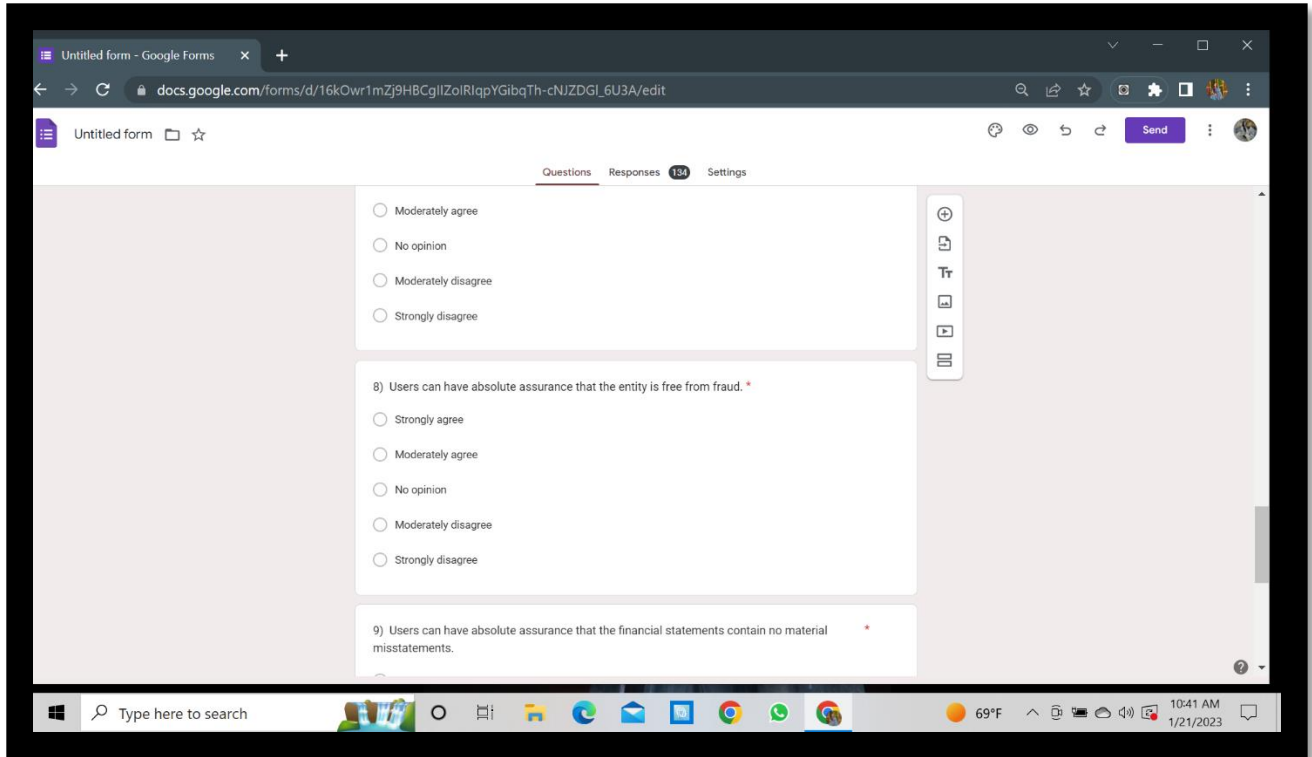 Untitled form - Google Forms
docs.google.com/forms/d/16kOwr1mZj9HBCgIIZolRIqpYGibqTh-cNJZDGI_6U3A/edit
Untitled form
Send
Questions Responses 134 Settings
Moderately agree
No opinion
Moderately disagree
Strongly disagree
Tт
8) Users can have absolute assurance that the entity is free from fraud. *
Strongly agree
Moderately agree
No opinion
Moderately disagree
Strongly disagree
9) Users can have absolute assurance that the financial statements contain no material *
misstatements.
Type here to search
69°F
10:41 AM
1/21/2023